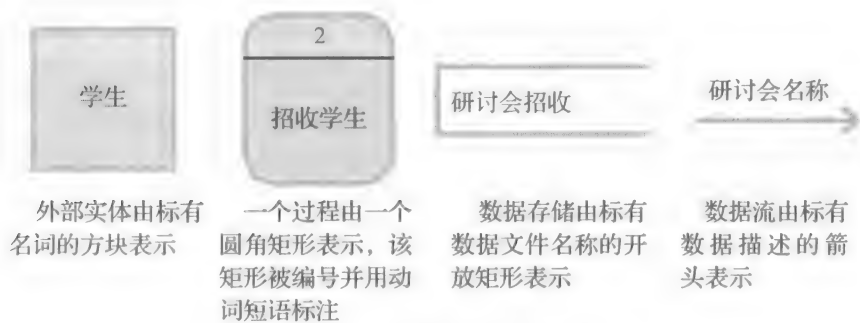 学生
2
招收学生
研讨会招收
研讨会名称
外部实体由标有
名词的方块表示
一个过程由一个
圆角矩形表示，该
矩形被编号并用动
词短语标注
数据存储由标有
数据文件名称的开
放矩形表示
数据流由标有
数据描述的箭
头表示